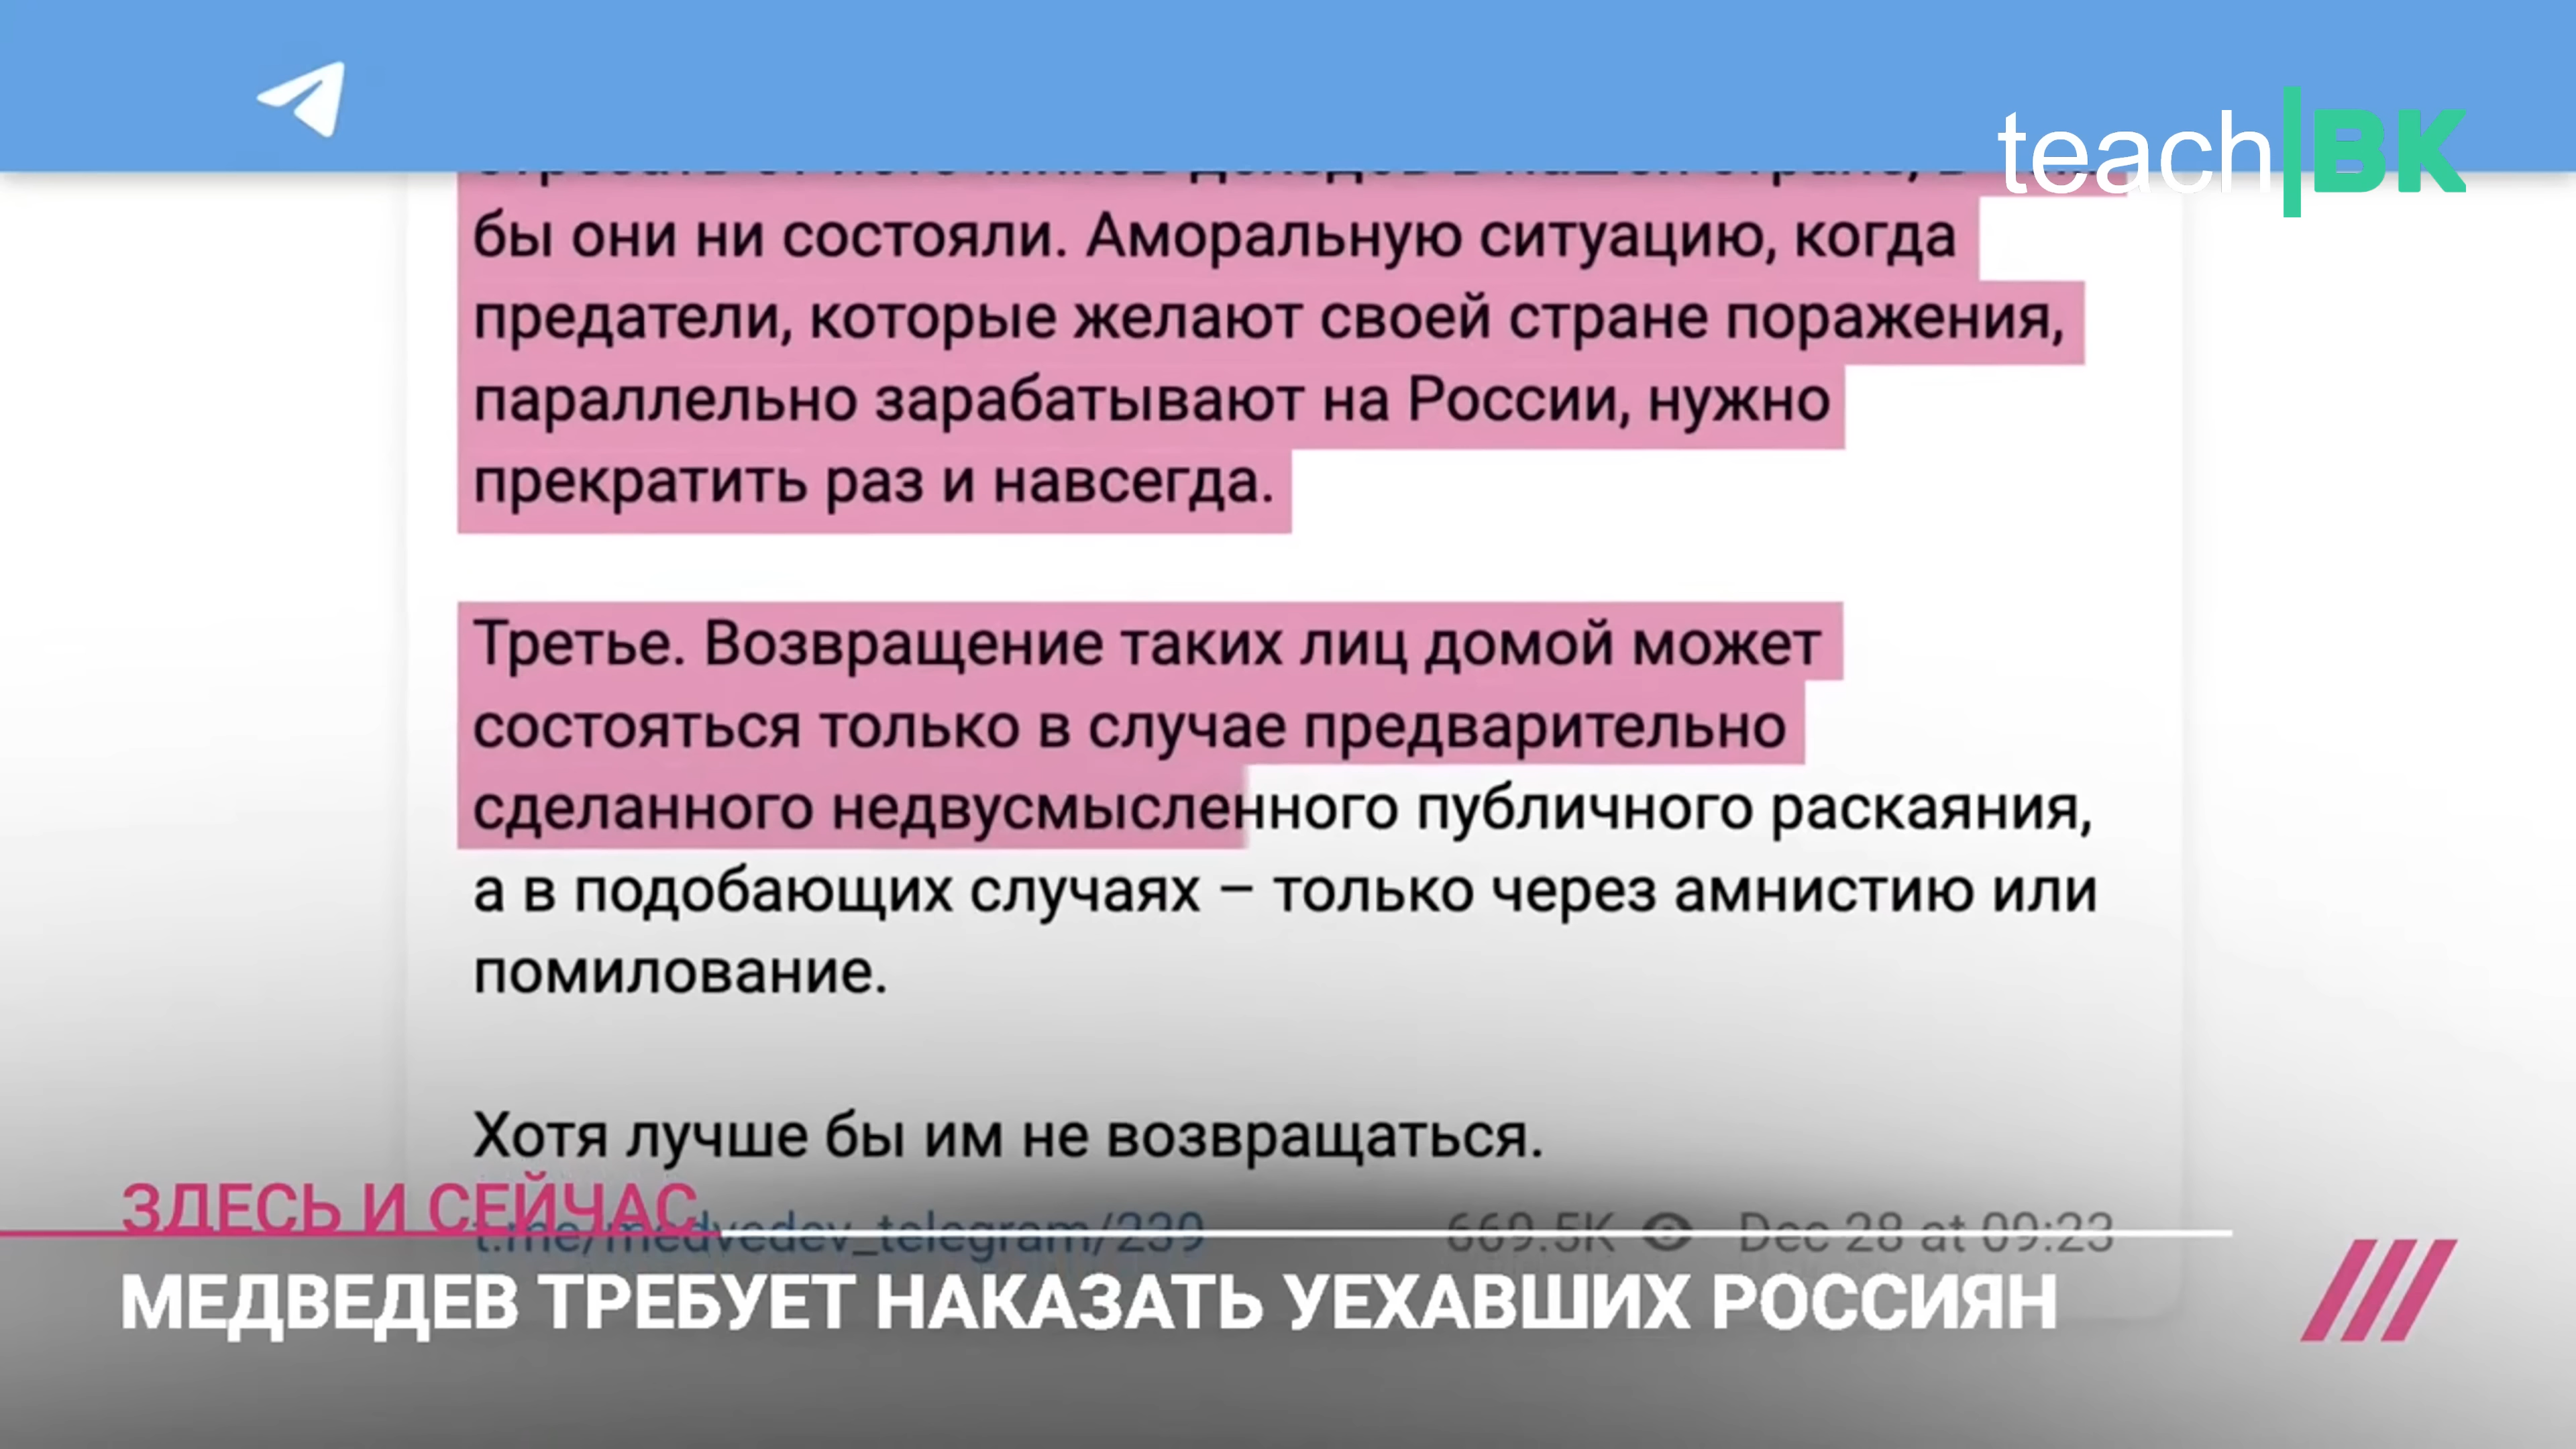 teach|BK
бы они ни состояли. Аморальную ситуацию, когда
предатели, которые желают своей стране поражения,
параллельно зарабатывают на России, нужно
прекратить раз и навсегда.
Третье. Возвращение таких лиц домой может
состояться только в случае предварительно
сделанного недвусмысленного публичного раскаяния,
а в подобающих случаях – только через амнистию или
помилование.
Хотя лучше бы им не возвращаться.
ЗДЕСЬ И СЕЙЧАС
t.me/medvedev_telegram/239 669.5K Dec 28 at 09:23
МЕДВЕДЕВ ТРЕБУЕТ НАКАЗАТЬ УЕХАВШИХ РОССИЯН